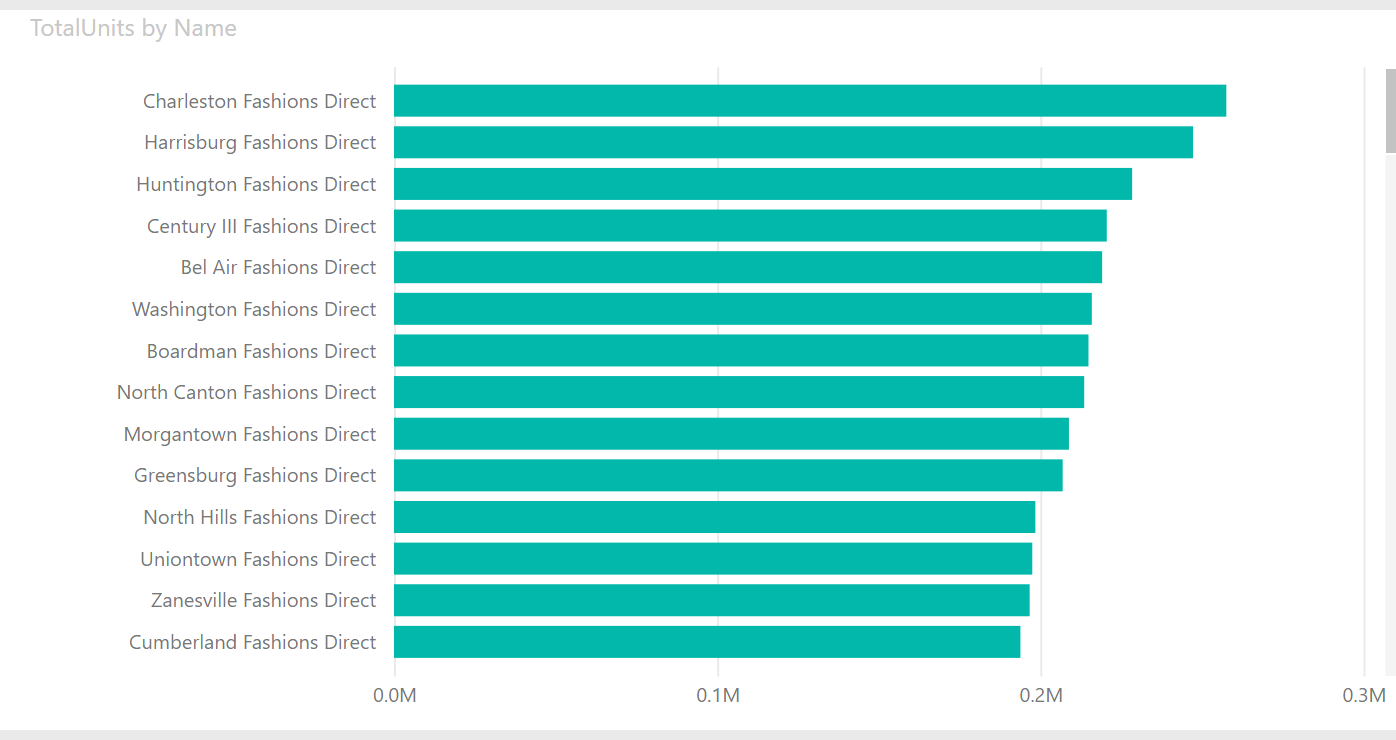 TotalUnits by Name
Charleston Fashions Direct
Harrisburg Fashions Direct
Huntington Fashions Direct
Century III Fashions Direct
Bel Air Fashions Direct
Washington Fashions Direct
Boardman Fashions Direct
North Canton Fashions Direct
Morgantown Fashions Direct
Greensburg Fashions Direct
North Hills Fashions Direct
Uniontown Fashions Direct
Zanesville Fashions Direct
Cumberland Fashions Direct
0.0M 0.1M 0.2M 0.3M